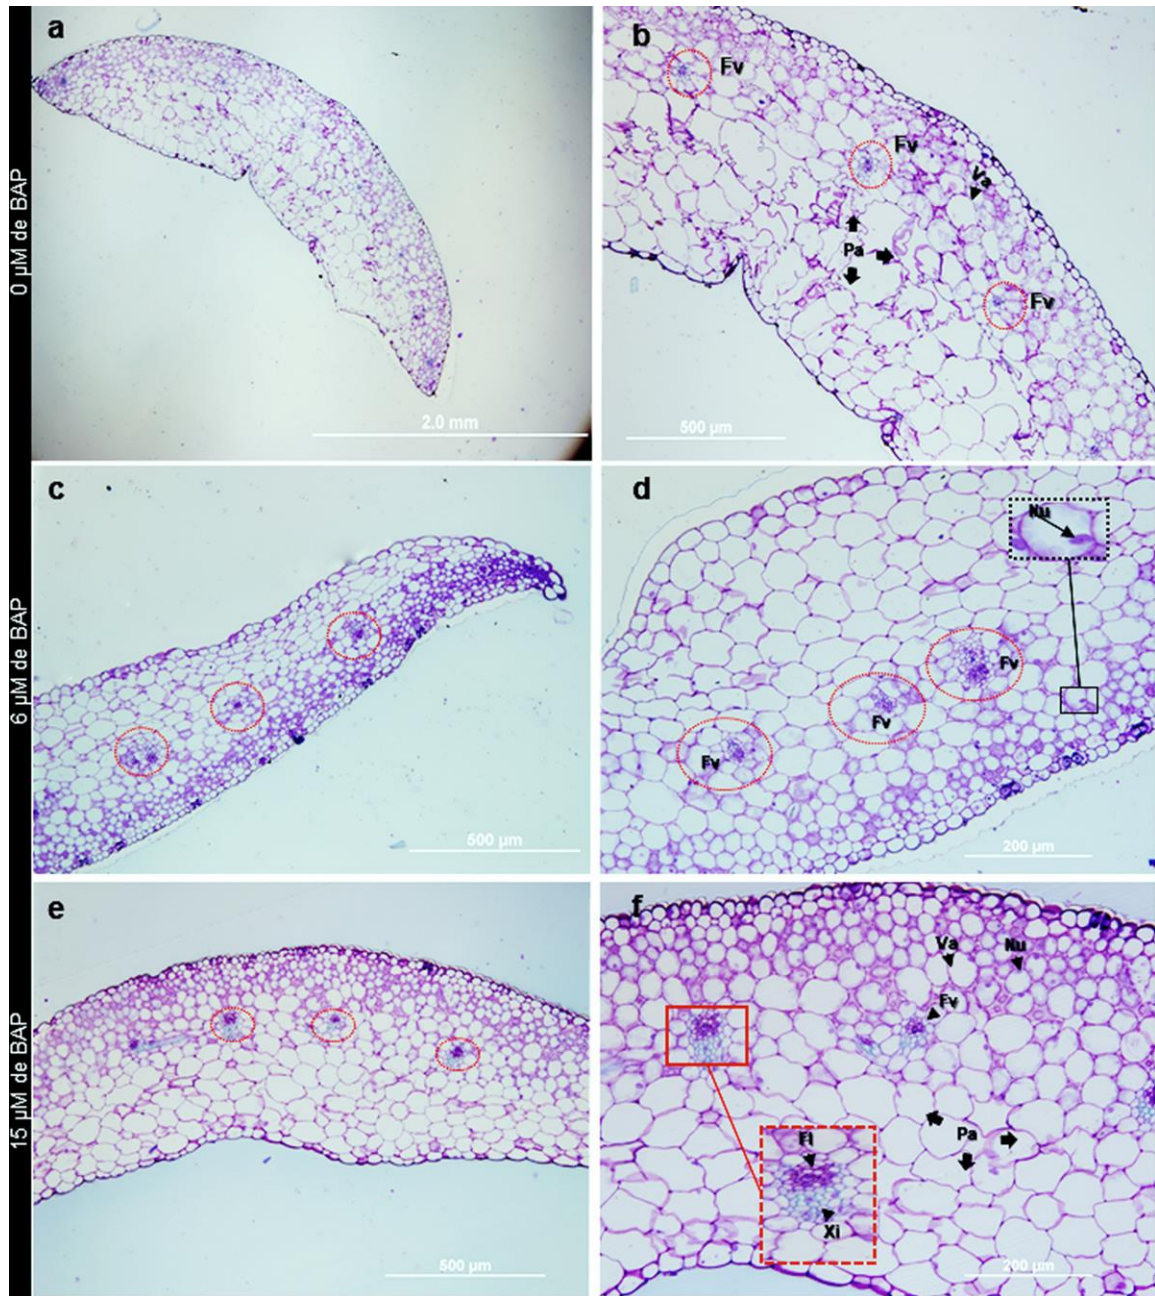 0 µM de BAP
a
2.0 mm
b
Fv
Fv
Va
Pa
Fv
500 µm
6 µM de BAP
c
500 µm
d
Nu
Fv
Fv
Fv
200 µm
15 µM de BAP
e
500 µm
f
Va
Nu
Fv
Pa
Fl
Xi
200 µm